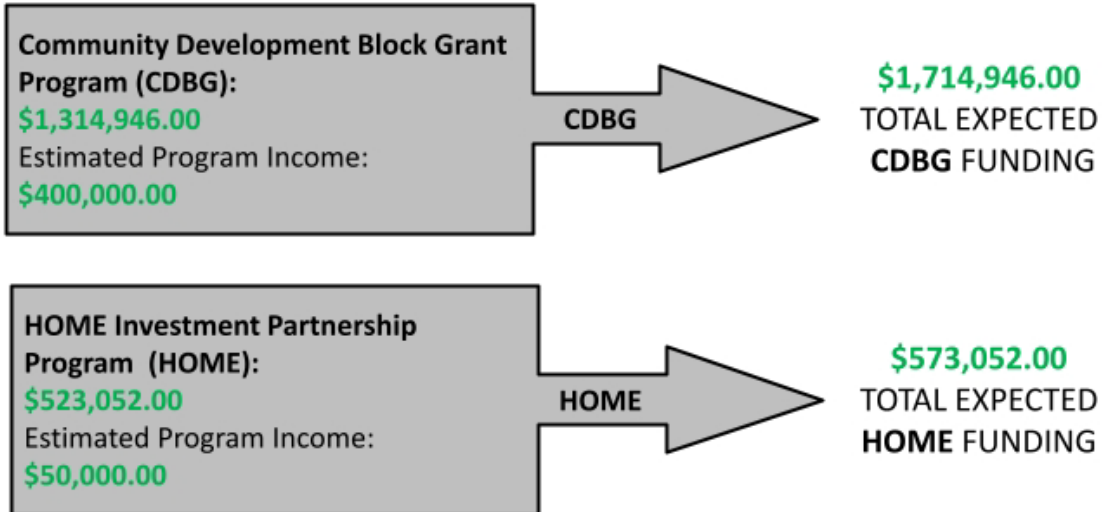 Community Development Block Grant
Program (CDBG):
$1,314,946.00
Estimated Program Income:
$400,000.00
CDBG
$1,714,946.00
TOTAL EXPECTED
CDBG FUNDING
HOME Investment Partnership
Program (HOME):
$523,052.00
Estimated Program Income:
$50,000.00
HOME
$573,052.00
TOTAL EXPECTED
HOME FUNDING